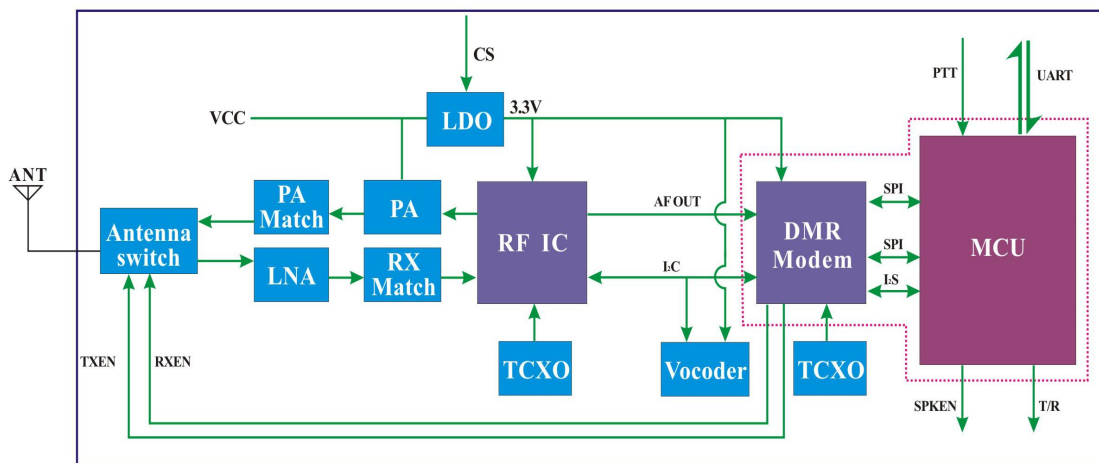 CS
PTT
UART
VCC
LDO
3.3V
ANT
PA
Match
PA
RF IC
AF OUT
DMR
Modem
SPI
MCU
Antenna
switch
LNA
RX
Match
I2C
SPI
I2S
TXEN
RXEN
TCXO
Vocoder
TCXO
SPKEN
T/R